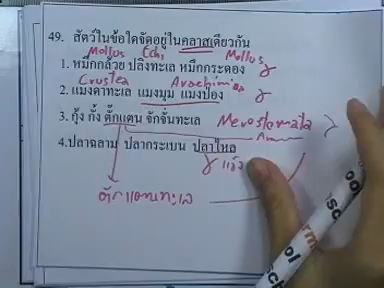 49. สัตว์ในข้อใดจัดอยู่ในคลาสเดียวกัน
Mollus Echi Mollus
1. หมึกกล้วย ปลิงทะเล หมึกกระดอง
Crustea Arachinida
2. แมงดาทะเล แมงมุม แมงป่อง
3. กุ้ง กั้ง ตั๊กแตน จักจั่นทะเล Merostomata
4.ปลาฉลาม ปลากระเบน ปลาไหล
แข็ง
ตั๊กแตนทะเล